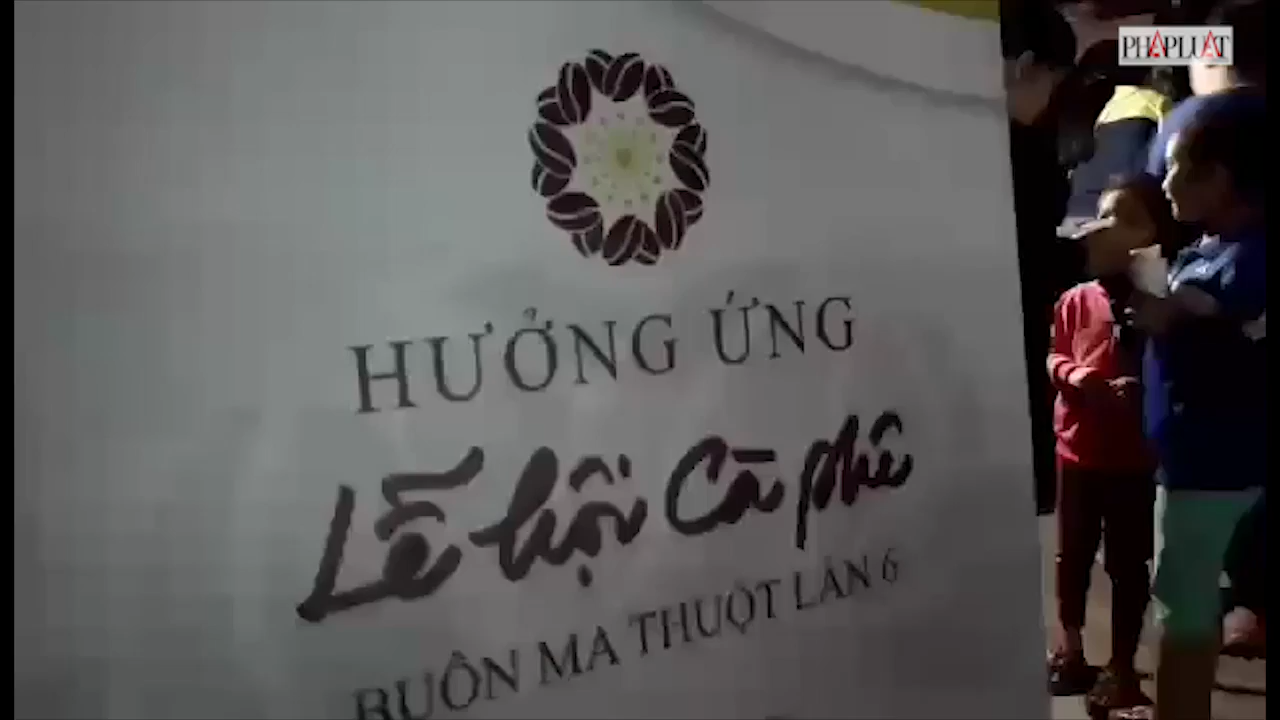 PHÁPLUẬT
HƯỞNG ỨNG
Lễ hội Cà phê
BUÔN MA THUỘT LẦN 6